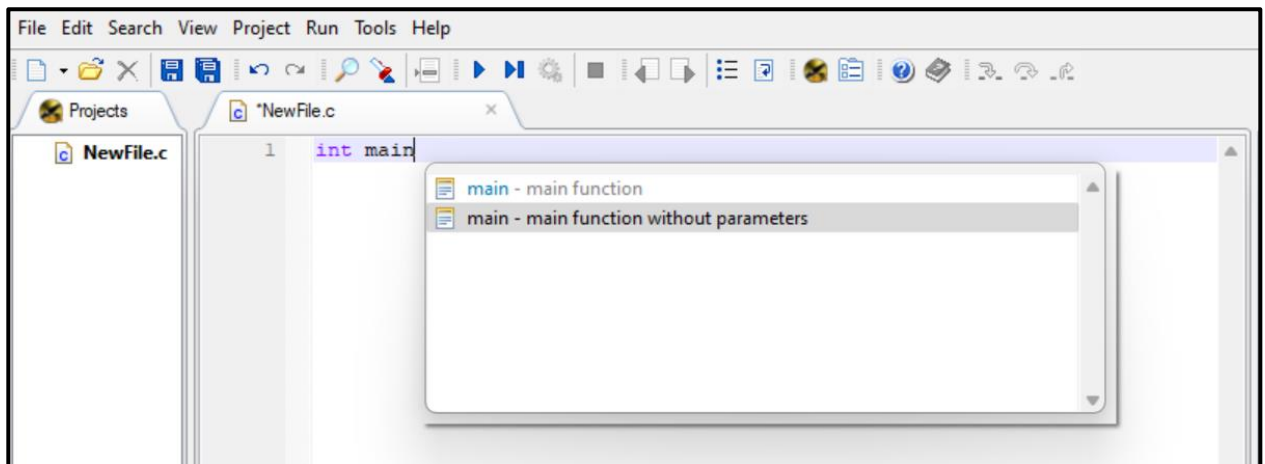 File Edit Search View Project Run Tools Help
Projects
*NewFile.c
NewFile.c
1 int main
main - main function
main - main function without parameters